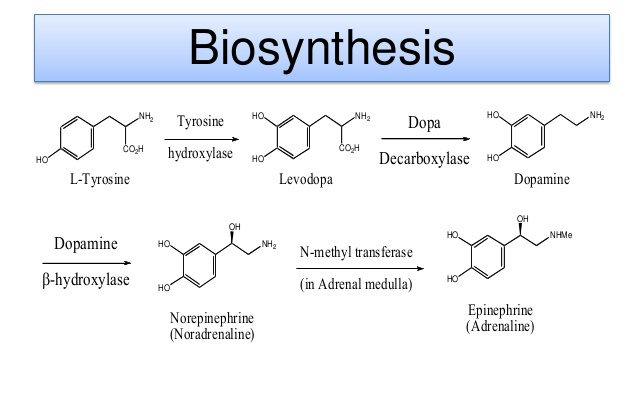 Biosynthesis
NH2
CO2H
HO
L-Tyrosine
Tyrosine
hydroxylase
HO
HO
NH2
CO2H
Levodopa
Dopa
Decarboxylase
HO
HO
NH2
Dopamine
Dopamine
β-hydroxylase
OH
HO
NH2
HO
Norepinephrine
(Noradrenaline)
N-methyl transferase
(in Adrenal medulla)
OH
HO
NHMe
HO
Epinephrine
(Adrenaline)